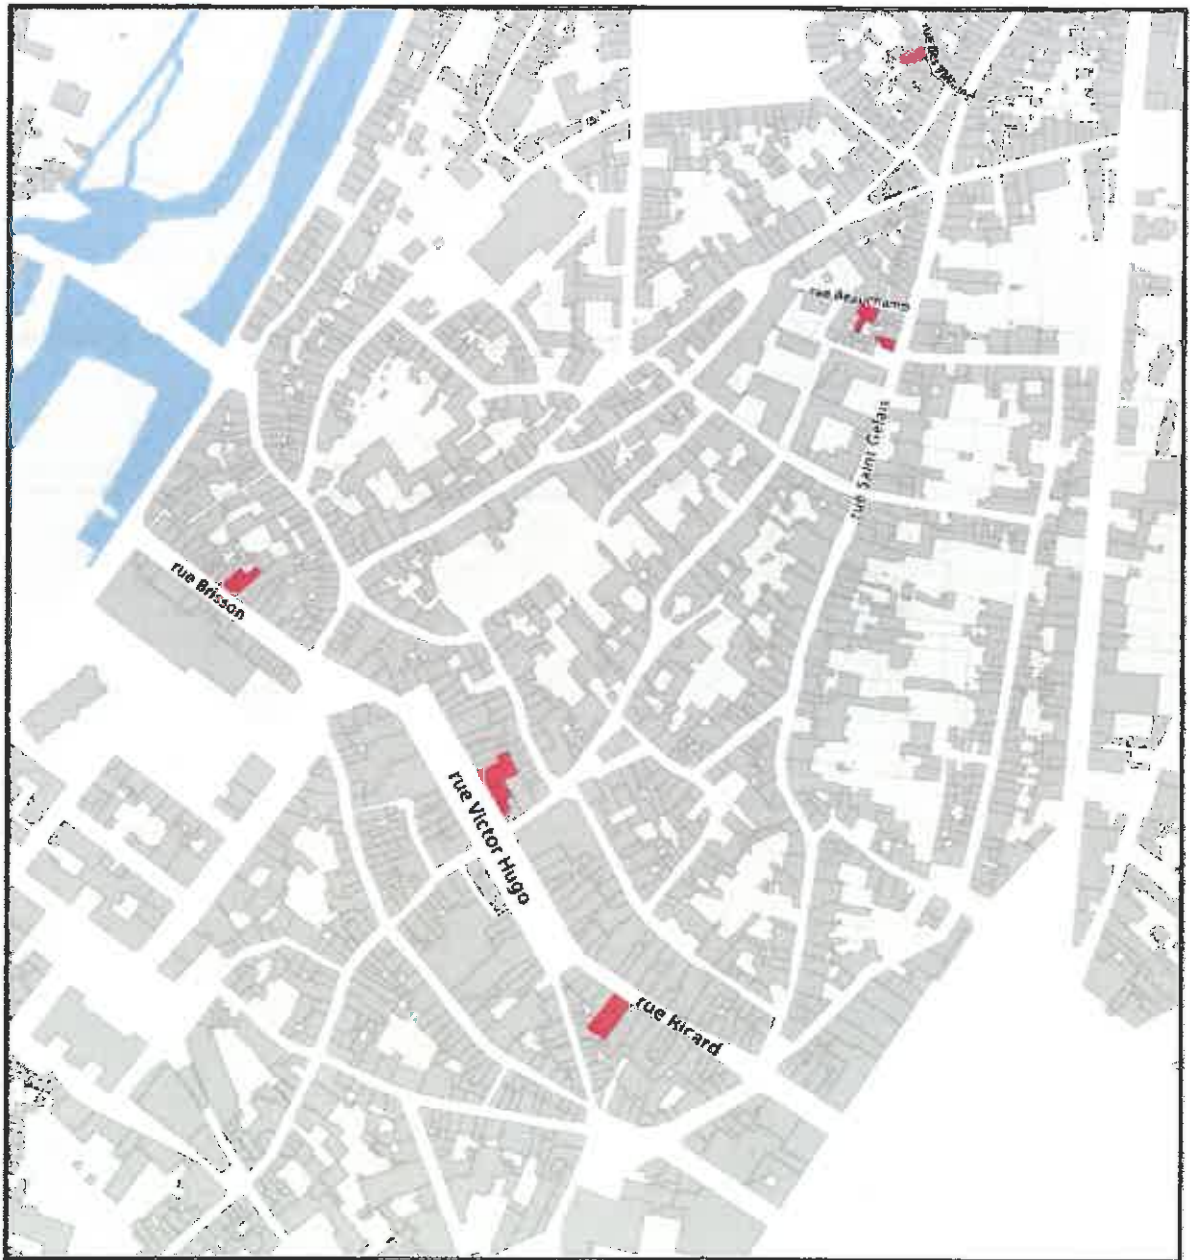 rue Beauchamp
rue Saint Gelais
rue Brisson
rue Victor Hugo
rue Ricard